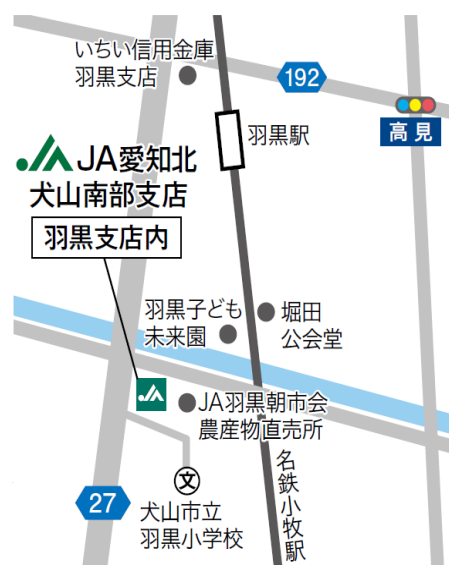 いちい信用金庫
羽黒支店
192
高見
羽黒駅
JA愛知北
犬山南部支店
羽黒支店内
羽黒子ども
未来園
堀田
公会堂
JA羽黒朝市会
農産物直売所
名鉄小牧駅
文
27
犬山市立
羽黒小学校